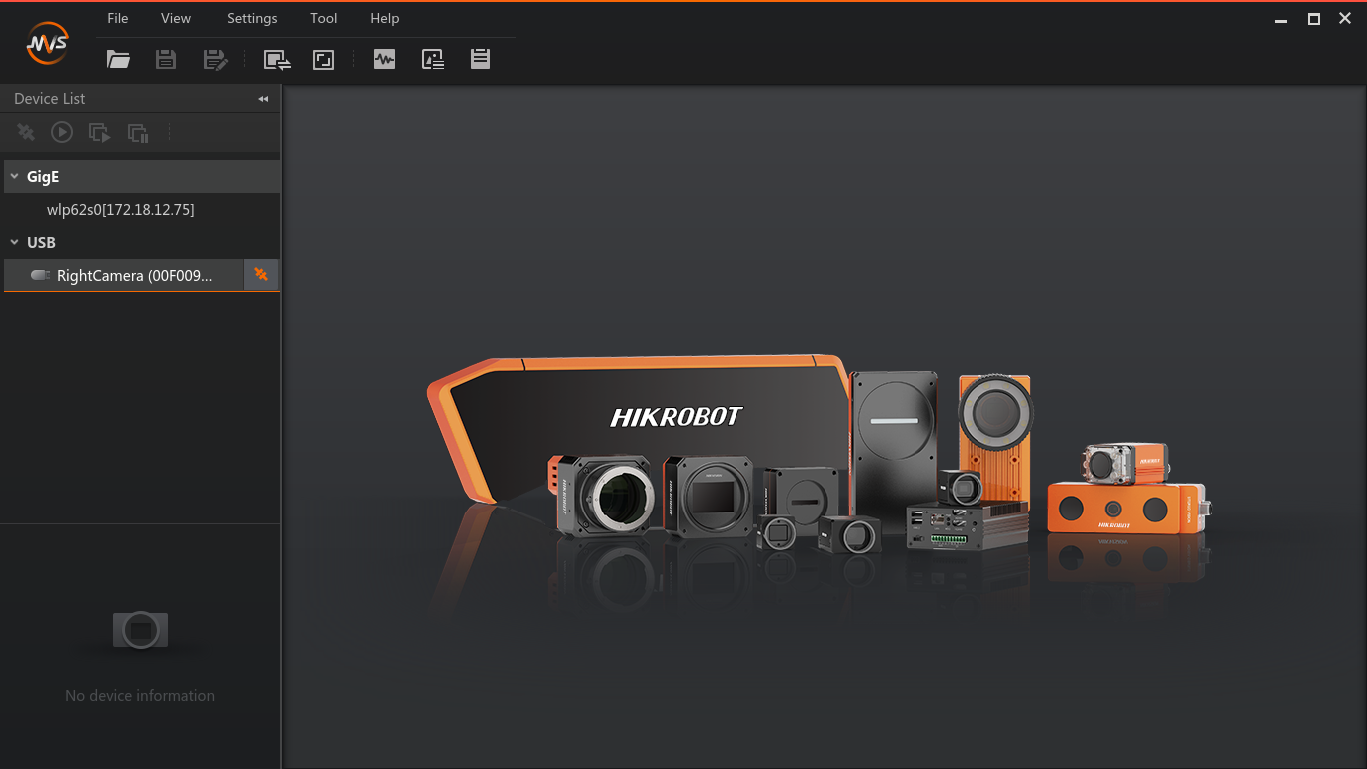 MVS
File View Settings Tool Help
Device List
GigE
wlp62s0[172.18.12.75]
USB
RightCamera (00F009...
No device information
HIKROBOT
HIKROBOT
HIKROBOT
HIKROBOT